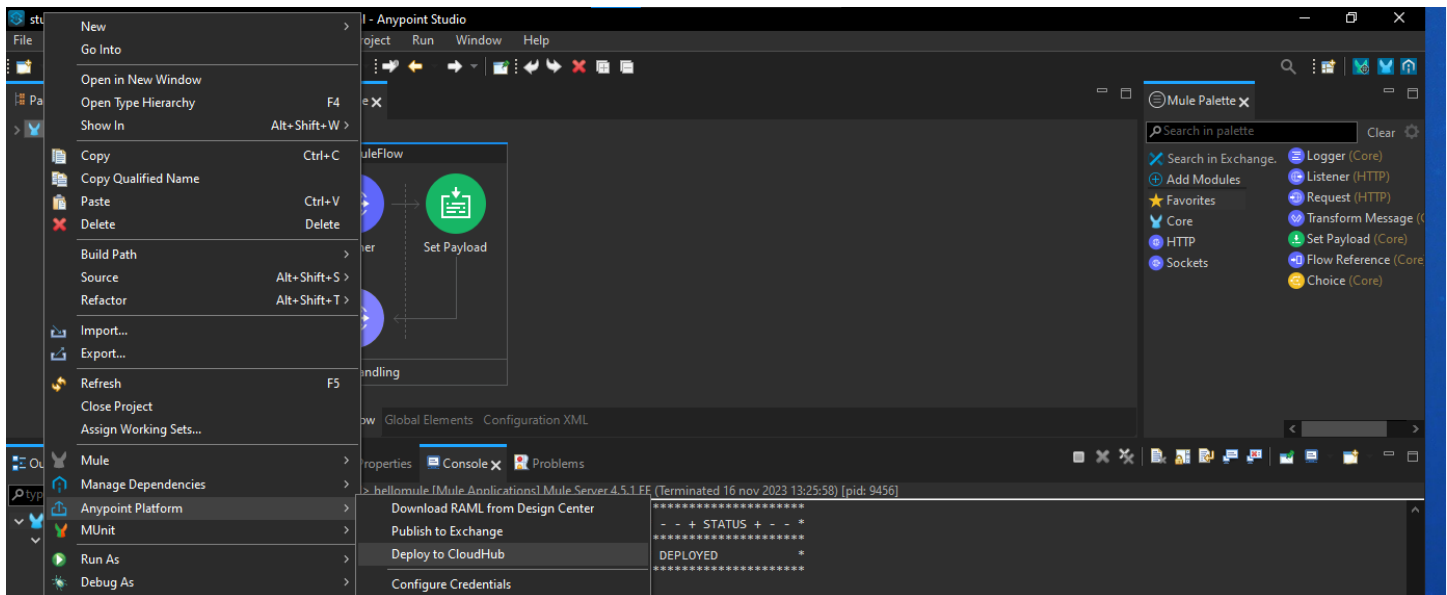 stu
l - Anypoint Studio
File
roject Run Window Help
Pa
e
Mule Palette
Search in palette
Clear
Search in Exchange.
Add Modules
Favorites
Core
HTTP
Sockets
Logger (Core)
Listener (HTTP)
Request (HTTP)
Transform Message (
Set Payload (Core)
Flow Reference (Core
Choice (Core)
New
Go Into
Open in New Window
Open Type Hierarchy F4
Show In Alt+Shift+W
Copy Ctrl+C
Copy Qualified Name
Paste Ctrl+V
Delete Delete
Build Path
Source Alt+Shift+S
Refactor Alt+Shift+T
Import...
Export...
Refresh F5
Close Project
Assign Working Sets...
Mule
Manage Dependencies
Anypoint Platform
MUnit
Run As
Debug As
uleFlow
ner
Set Payload
andling
ow Global Elements Configuration XML
Ou
typ
roperties Console Problems
> hellomule [Mule Applications] Mule Server 4.5.1 EE (Terminated 16 nov 2023 13:25:58) [pid: 9456]
*********************
- - + STATUS + - - *
*********************
DEPLOYED *
*********************
Download RAML from Design Center
Publish to Exchange
Deploy to CloudHub
Configure Credentials